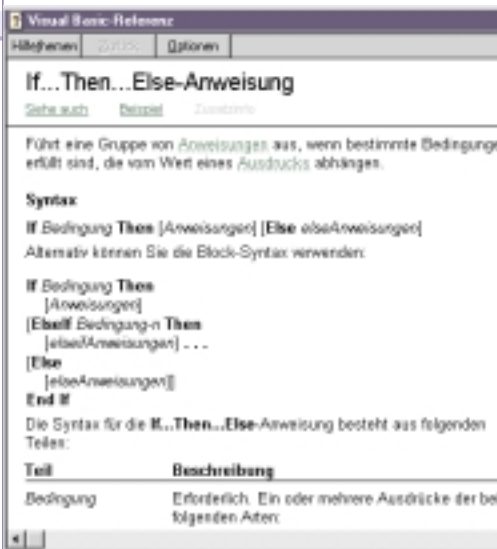 Visual Basic-Referenz
Hilfethemen Zurück Optionen
If...Then...Else-Anweisung
Siehe auch Beispiel Zusatzinfo
Führt eine Gruppe von Anweisungen aus, wenn bestimmte Bedingunge
erfüllt sind, die vom Wert eines Ausdrucks abhängen.
Syntax
If Bedingung Then [Anweisungen] [Else elseAnweisungen]
Alternativ können Sie die Block-Syntax verwenden:
If Bedingung Then
[Anweisungen]
[ElseIf Bedingung-n Then
[elseifAnweisungen] . . .
[Else
[elseAnweisungen]]
End If
Die Syntax für die If...Then...Else-Anweisung besteht aus folgenden
Teilen:
Teil Beschreibung
Bedingung Erforderlich. Ein oder mehrere Ausdrücke der bei
folgenden Arten: